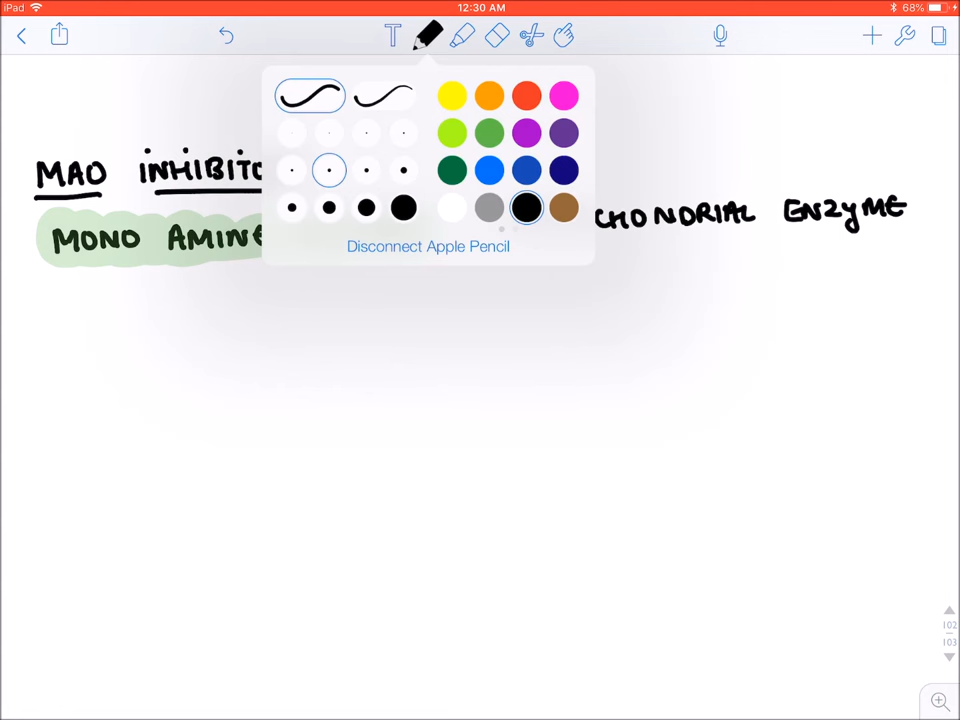 iPad 12:30 AM 68%
T
MAO INHIBITO
MONO AMINE CHONDRIAL ENZYME
Disconnect Apple Pencil
102
103